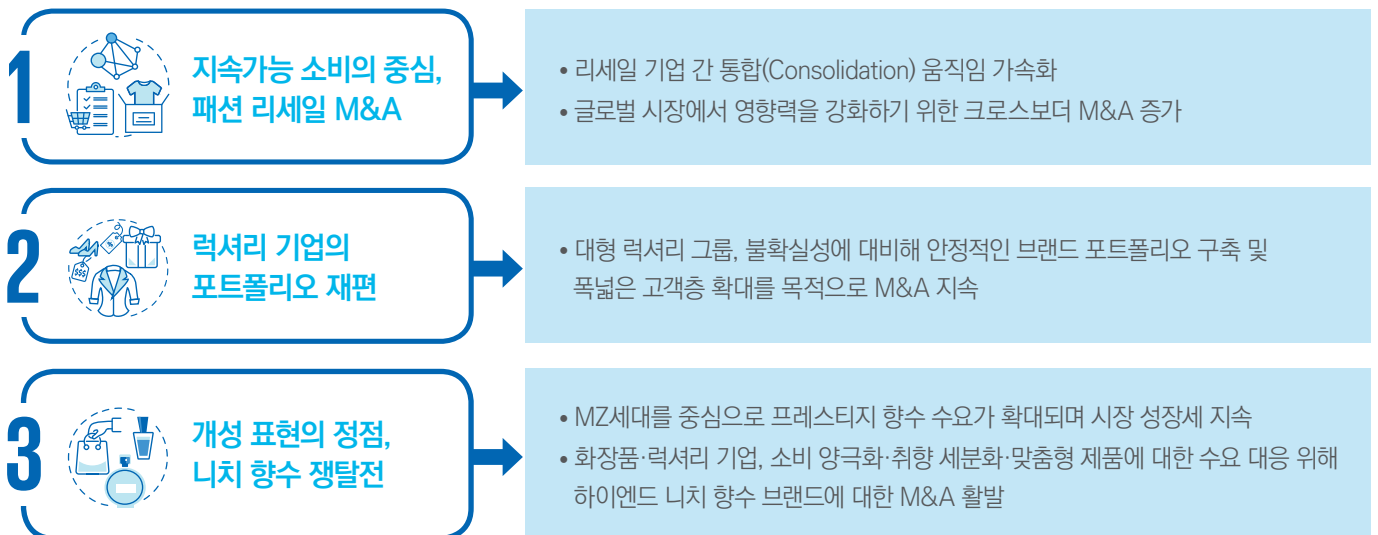 1
지속가능 소비의 중심,
패션 리세일 M&A
• 리세일 기업 간 통합(Consolidation) 움직임 가속화
• 글로벌 시장에서 영향력을 강화하기 위한 크로스보더 M&A 증가
2
$$$
%
럭셔리 기업의
포트폴리오 재편
• 대형 럭셔리 그룹, 불확실성에 대비해 안정적인 브랜드 포트폴리오 구축 및
폭넓은 고객층 확대를 목적으로 M&A 지속
3
개성 표현의 정점,
니치 향수 쟁탈전
• MZ세대를 중심으로 프레스티지 향수 수요가 확대되며 시장 성장세 지속
• 화장품·럭셔리 기업, 소비 양극화·취향 세분화·맞춤형 제품에 대한 수요 대응 위해
하이엔드 니치 향수 브랜드에 대한 M&A 활발